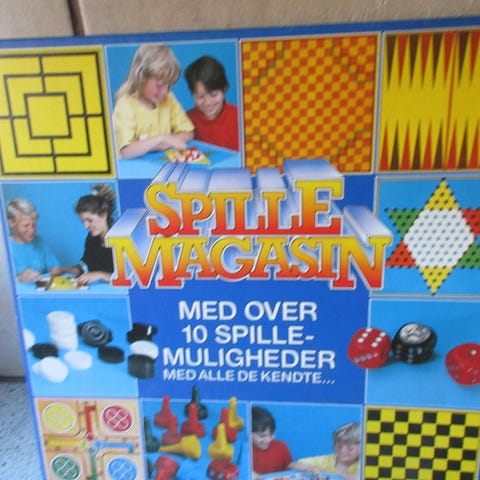 SPILLE
MAGASIN
MED OVER
10 SPILLE-
MULIGHEDER
MED ALLE DE KENDTE...